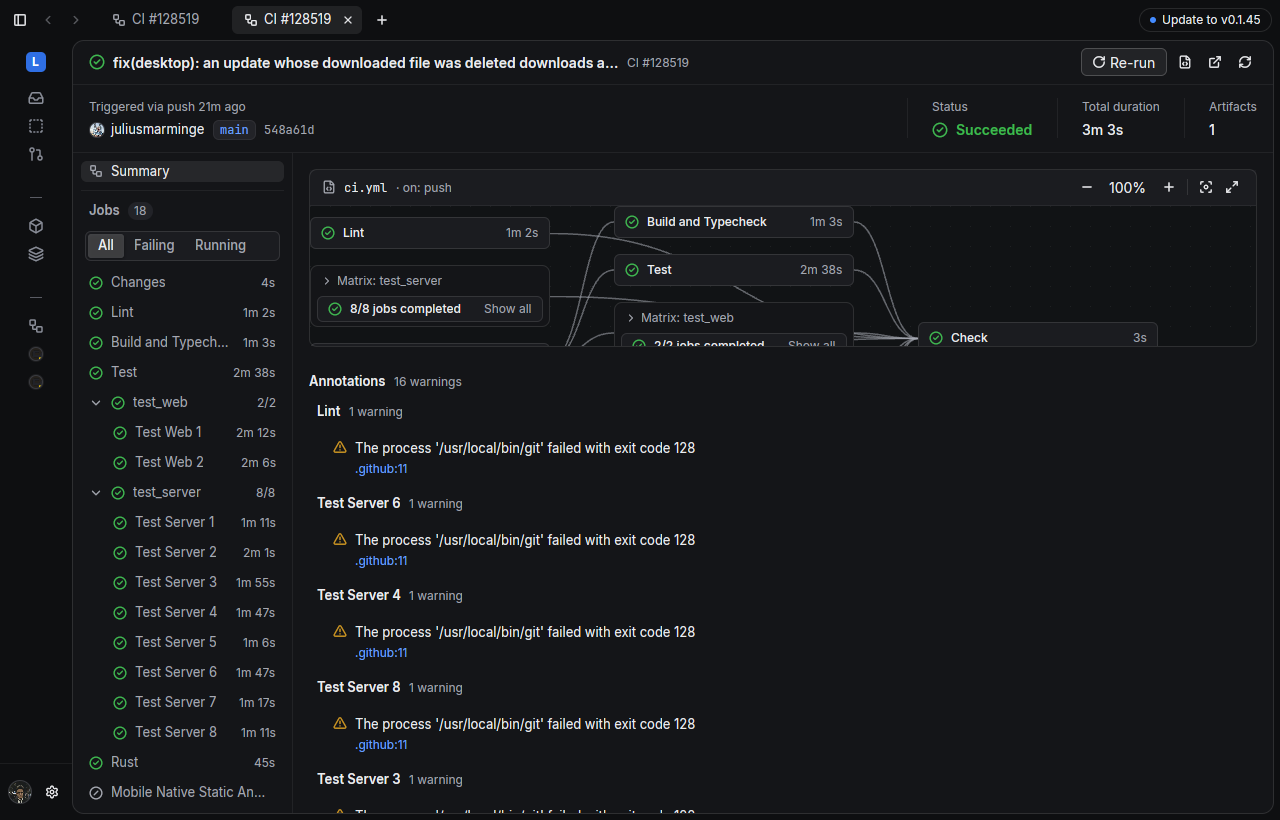 CI #128519
CI #128519
Update to v0.1.45
L
fix(desktop): an update whose downloaded file was deleted downloads a...
CI #128519
Re-run
Triggered via push 21m ago
juliusmarminge
main
548a61d
Status
Succeeded
Total duration
3m 3s
Artifacts
1
Summary
Jobs 18
All
Failing
Running
Changes 4s
Lint 1m 2s
Build and Typech... 1m 3s
Test 2m 38s
test_web 2/2
Test Web 1 2m 12s
Test Web 2 2m 6s
test_server 8/8
Test Server 1 1m 11s
Test Server 2 2m 1s
Test Server 3 1m 55s
Test Server 4 1m 47s
Test Server 5 1m 6s
Test Server 6 1m 47s
Test Server 7 1m 17s
Test Server 8 1m 11s
Rust 45s
Mobile Native Static An...
ci.yml · on: push
100%
Lint 1m 2s
Matrix: test_server
8/8 jobs completed Show all
Build and Typecheck 1m 3s
Test 2m 38s
Matrix: test_web
2/2 jobs completed Show all
Check 3s
Annotations 16 warnings
Lint 1 warning
The process '/usr/local/bin/git' failed with exit code 128
.github:11
Test Server 6 1 warning
The process '/usr/local/bin/git' failed with exit code 128
.github:11
Test Server 4 1 warning
The process '/usr/local/bin/git' failed with exit code 128
.github:11
Test Server 8 1 warning
The process '/usr/local/bin/git' failed with exit code 128
.github:11
Test Server 3 1 warning